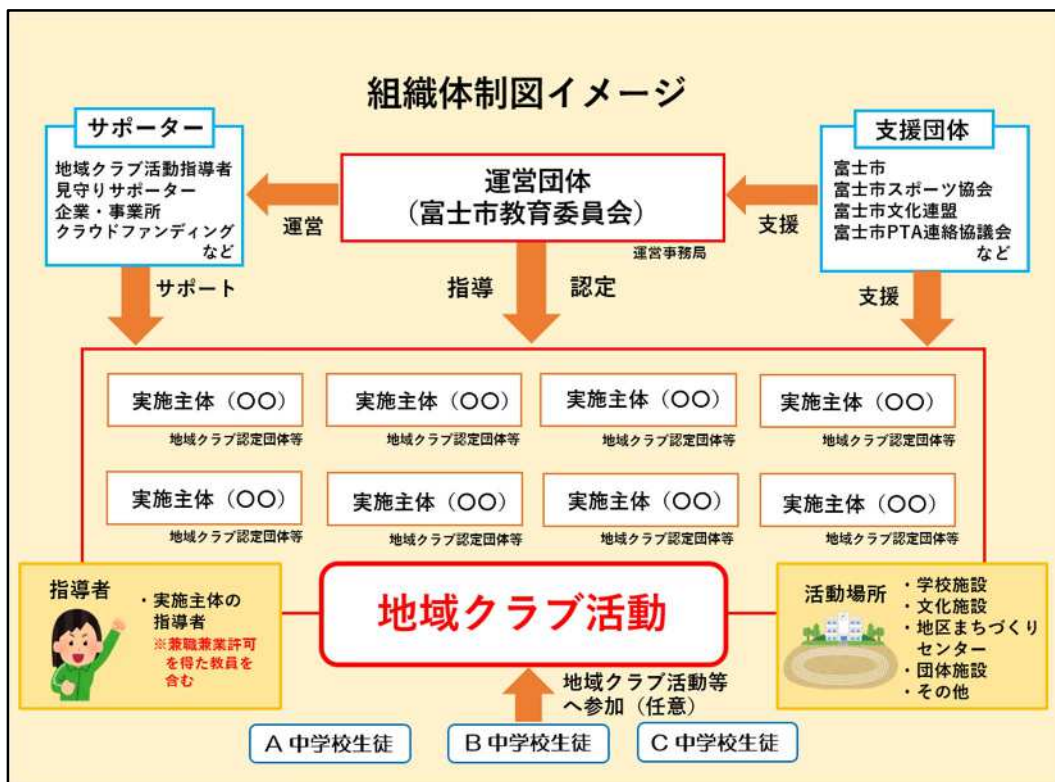 組織体制図イメージ
サポーター
地域クラブ活動指導者
見守りサポーター
企業・事業所
クラウドファンディング
など
運営
運営団体
（富士市教育委員会）
運営事務局
支援
支援団体
富士市
富士市スポーツ協会
富士市文化連盟
富士市PTA連絡協議会
など
サポート
指導
認定
支援
実施主体（〇〇）
地域クラブ認定団体等
実施主体（〇〇）
地域クラブ認定団体等
実施主体（〇〇）
地域クラブ認定団体等
実施主体（〇〇）
地域クラブ認定団体等
実施主体（〇〇）
地域クラブ認定団体等
実施主体（〇〇）
地域クラブ認定団体等
実施主体（〇〇）
地域クラブ認定団体等
実施主体（〇〇）
地域クラブ認定団体等
指導者
・実施主体の
指導者
※兼職兼業許可
を得た教員を
含む
地域クラブ活動
活動場所
・学校施設
・文化施設
・地区まちづくり
センター
・団体施設
・その他
地域クラブ活動等
へ参加（任意）
A 中学校生徒
B 中学校生徒
C 中学校生徒